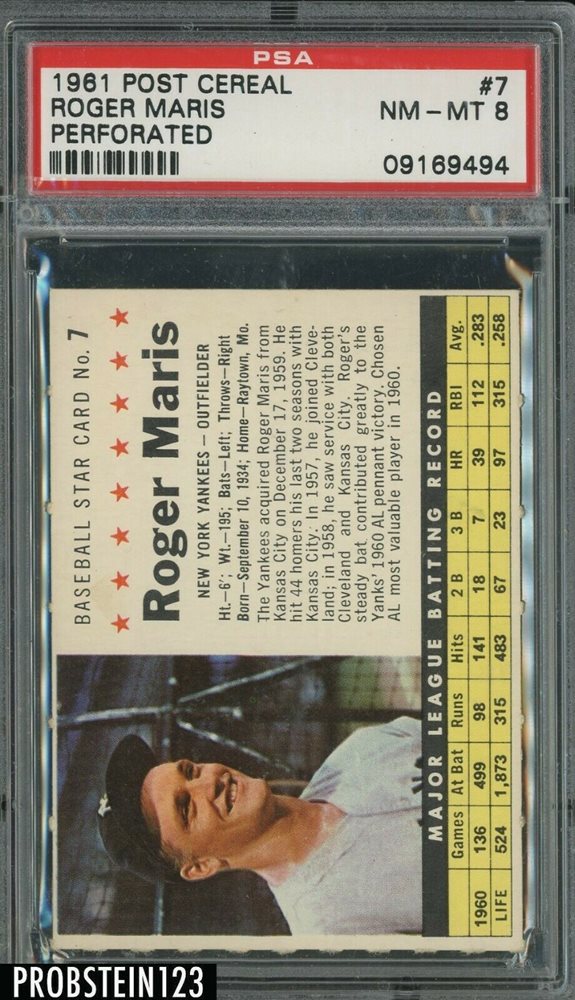 PSA
1961 POST CEREAL #7
ROGER MARIS NM - MT 8
PERFORATED
09169494
BASEBALL STAR CARD No. 7
Roger Maris
NEW YORK YANKEES — OUTFIELDER
Ht.—6'; Wt.—195; Bats—Left; Throws—Right
Born—September 10, 1934; Home—Raytown, Mo.
The Yankees acquired Roger Maris from
Kansas City on December 17, 1959. He
hit 44 homers his last two seasons with
Kansas City. In 1957, he joined Cleve-
land; in 1958, he saw service with both
Cleveland and Kansas City. Roger's
steady bat contributed greatly to the
Yanks' 1960 AL pennant victory. Chosen
AL most valuable player in 1960.
MAJOR LEAGUE BATTING RECORD
Games At Bat Runs Hits 2 B 3 B HR RBI Avg.
1960 136 499 98 141 18 7 39 112 .283
LIFE 524 1,873 315 483 67 23 97 315 .258
PROBSTEIN123